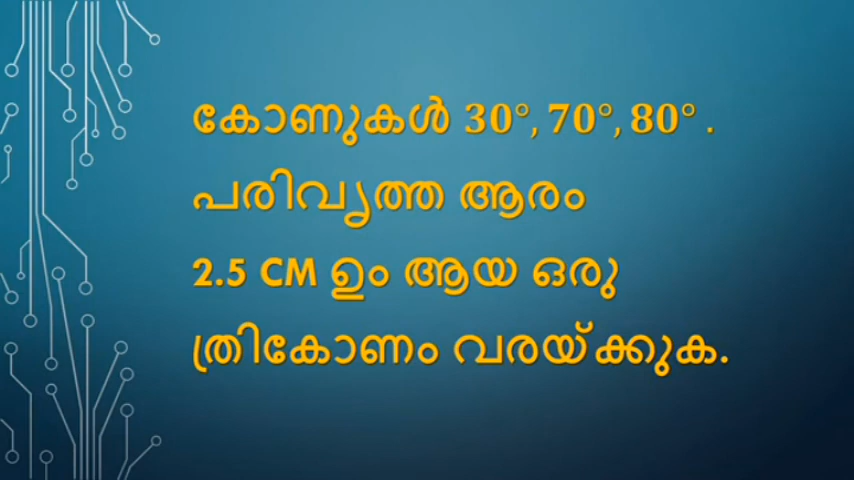 കോണുകൾ 30°, 70°, 80° .
പരിവൃത്ത ആരം
2.5 CM ഉം ആയ ഒരു
ത്രികോണം വരയ്ക്കുക.